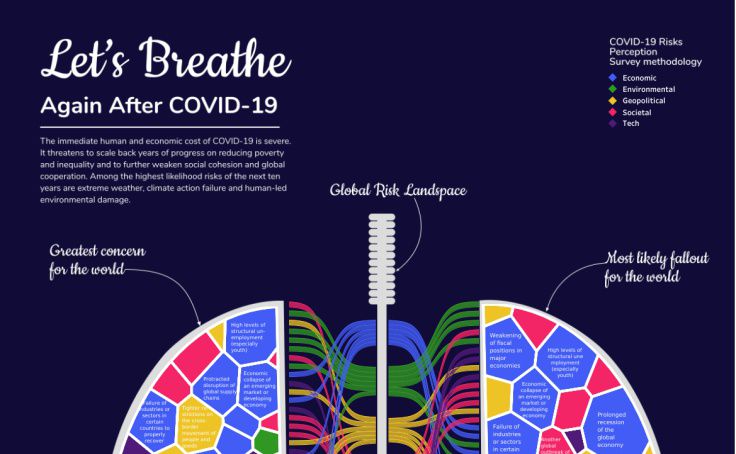 Let's Breathe
Again After COVID-19
The immediate human and economic cost of COVID-19 is severe.
It threatens to scale back years of progress on reducing poverty
and inequality and to further weaken social cohesion and global
cooperation. Among the highest likelihood risks of the next ten
years are extreme weather, climate action failure and human-led
environmental damage.
COVID-19 Risks
Perception
Survey methodology
Economic
Environmental
Geopolitical
Societal
Tech
Global Risk Landspace
Greatest concern
for the world
Most likely fallout
for the world
High levels of
structural un-
employment
(especially
youth)
Protracted
disruption of
global supply
chains
Economic
collapse of
an emerging
market or
developing
economy
Failure of
industries or
sectors in
certain
countries to
properly
recover
Tighter re-
strictions on
the cross-
border
movement of
people and
goods
Weakening
of fiscal
positions in
major
economies
High levels of
structural une
mployment
(especially
youth)
Economic
collapse of
an emerging
market or
developing
economy
Failure of
industries
or sectors
in certain
Prolonged
recession of
the global
economy
Another
global
outbreak of